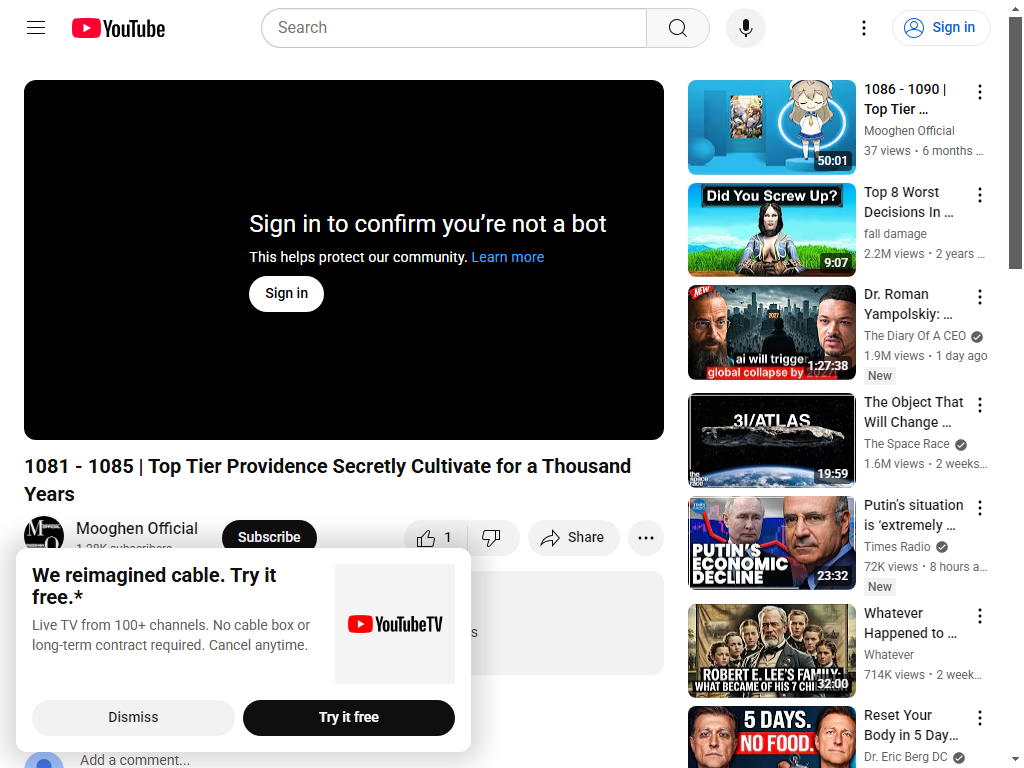 YouTube
Search
Sign in
Sign in to confirm you’re not a bot
This helps protect our community. Learn more
Sign in
1081 - 1085 | Top Tier Providence Secretly Cultivate for a Thousand
Years
Mooghen Official
Subscribe
1
Share
We reimagined cable. Try it
free.*
Live TV from 100+ channels. No cable box or
long-term contract required. Cancel anytime.
YouTubeTV
Dismiss
Try it free
Add a comment...
50:01
1086 - 1090 |
Top Tier ...
Mooghen Official
37 views • 6 months ...
Did You Screw Up?
9:07
Top 8 Worst
Decisions In ...
fall damage
2.2M views • 2 years ...
NEW
2027
ai will trigger
global collapse by
1:27:38
Dr. Roman
Yampolskiy: ...
The Diary Of A CEO
1.9M views • 1 day ago
New
3I/ATLAS
the space race
19:59
The Object That
Will Change ...
The Space Race
1.6M views • 2 weeks...
PUTIN'S
ECONOMIC
DECLINE
23:32
Putin’s situation
is ‘extremely ...
Times Radio
72K views • 8 hours a...
New
ROBERT E. LEE'S FAMILY:
WHAT BECAME OF HIS 7 CHILDREN
32:00
Whatever
Happened to ...
Whatever
714K views • 2 week...
5 DAYS.
NO FOOD.
Reset Your
Body in 5 Day...
Dr. Eric Berg DC